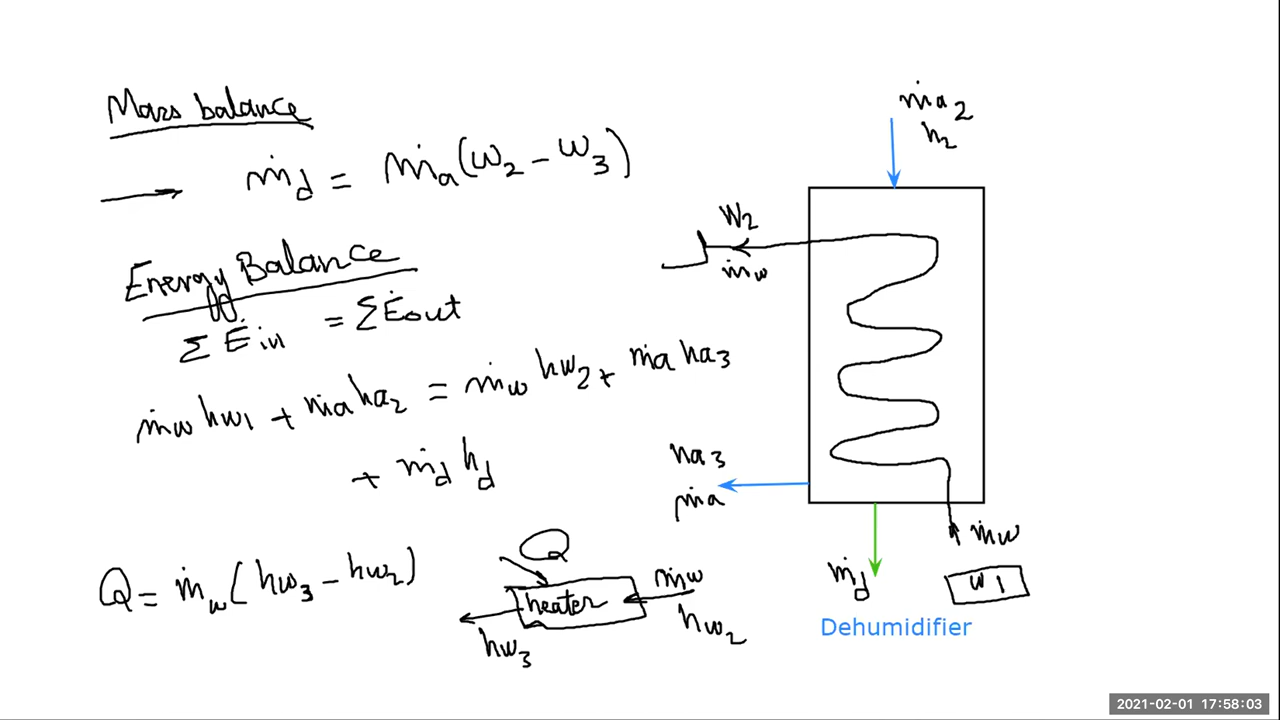 Mass balance
ṁd = ṁa(ω2 - ω3)
Energy Balance
Σ Ėin = Σ Ėout
ṁw hw1 + ṁa ha2 = ṁw hw2 + ṁa ha3
+ ṁd hd
Q = ṁw (hw3 - hw2)
Q
heater
ṁw
hw2
hw3
ṁa2
h2
W2
ṁw
ha3
ṁa
ṁd
ṁw
W1
Dehumidifier
2021-02-01 17:58:03